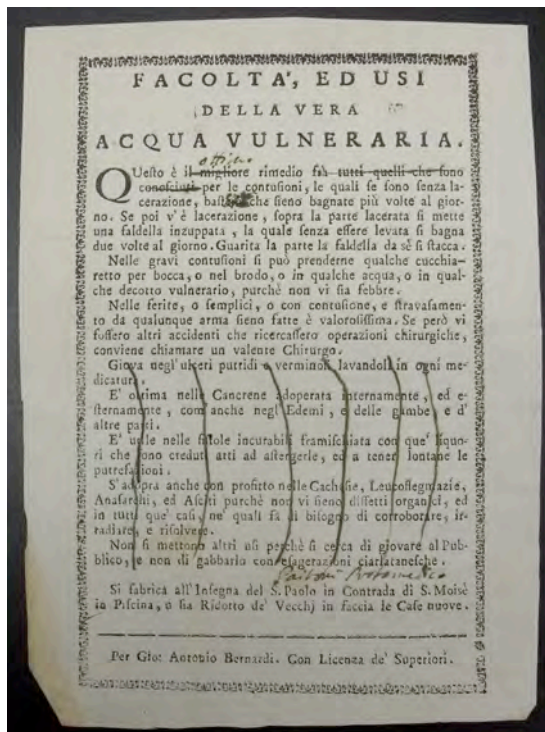 FACOLTA', ED USI
DELLA VERA
ACQUA VULNERARIA.
ottimo
QUeſto è il migliore rimedio frà tutti quelli che ſono
conoſciuti per le contuſioni, le quali ſe ſono ſenza la-
cerazione, baſta che ſieno bagnate più volte al gior-
no. Se poi v' è lacerazione, ſopra la parte lacerata ſi mette
una faldella inzuppata, la quale ſenza eſſere levata ſi bagna
due volte al giorno. Guarita la parte la faldella da sè ſi ſtacca.
Nelle gravi contuſioni ſi può prenderne qualche cucchia-
retto per bocca, o nel brodo, o in qualche acqua, o in qual-
che decotto vulnerario, purchè non vi ſia febbre.
Nelle ferite, o ſemplici, o con contuſione, e ſtravaſamen-
to da qualunque arma ſieno fatte è valoroſiſſima. Se però vi
foſſero altri accidenti che ricercaſſero operazioni chirurgiche,
conviene chiamare un valente Chirurgo.
Giova negl' ulceri putridi e verminoſi lavandoli in ogni me-
dicatura.
E' ottima nelle Cancrene adoperata internamente, ed e-
ſternamente, com anche negl' Edemi, e delle gambe, e d'
altre parti.
E' utile nelle fiſtole incurabili framiſchiata con que' liquo-
ri che ſono creduti atti ad aſtergerle, ed a tener lontane le
putrefazioni.
S' adopra anche con profitto nelle Cacheſie, Leucoflegmazie,
Anaſarchi, ed Aſciti purchè non vi ſieno diffetti organici, ed
in tutti que' caſi, ne' quali fà di biſogno di corroborare, ir-
radiare, e riſolvere.
Non ſi mettono altri uſi perchè ſi cerca di giovare al Pub-
blico, e non di gabbarlo con eſagerazioni ciarlataneſche.
Si fabrica all' Inſegna del S. Paolo in Contrada di S. Moisè
in Piſcina, o ſia Ridotto de' Vecchj in faccia le Caſe nuove.
Per Gio: Antonio Bernardi. Con Licenza de' Superiori.